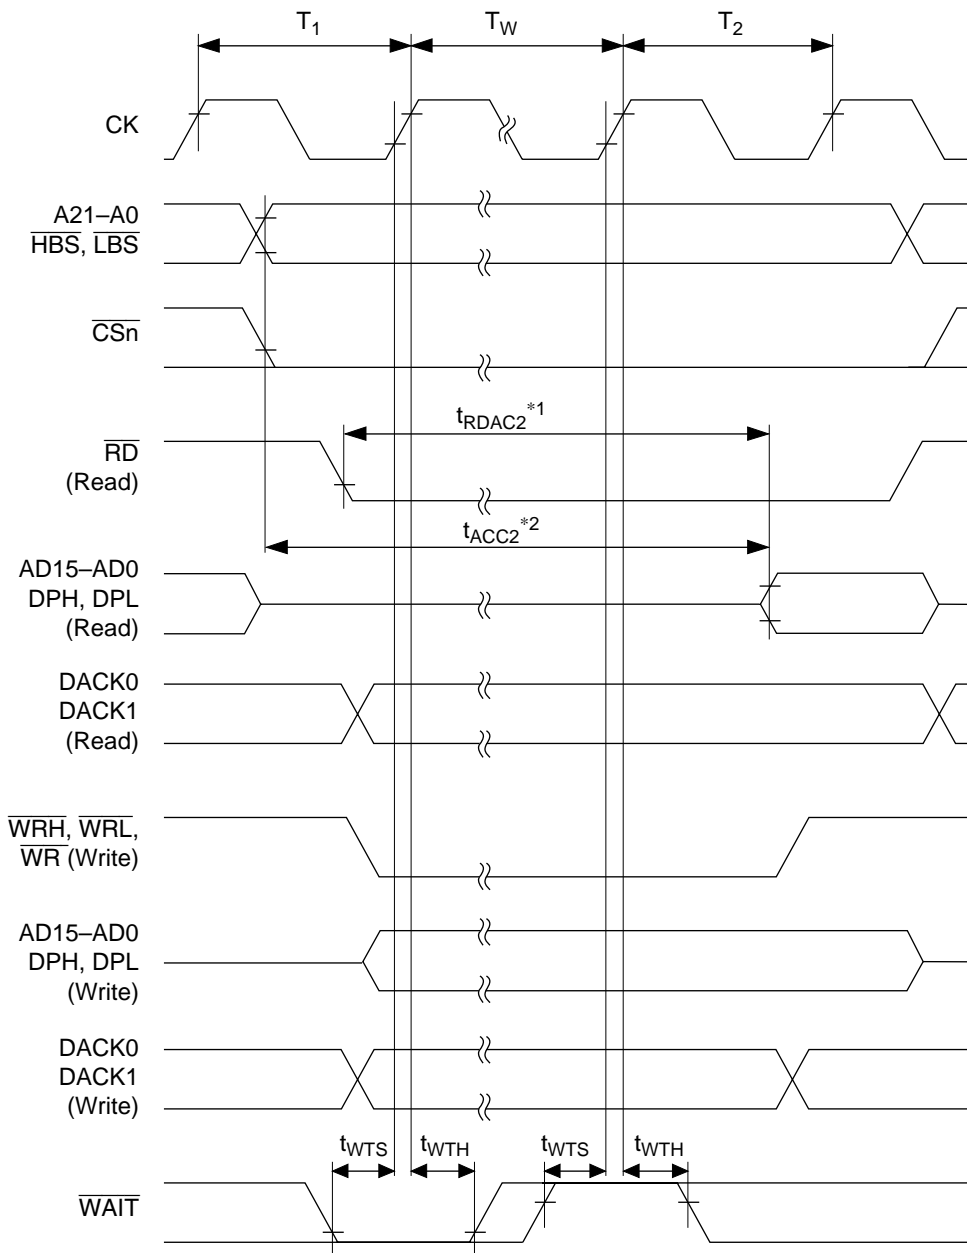 T1 TW T2
CK
A21–A0
HBS, LBS
CSn
tRDAC2*1
RD
(Read)
tACC2*2
AD15–AD0
DPH, DPL
(Read)
DACK0
DACK1
(Read)
WRH, WRL,
WR (Write)
AD15–AD0
DPH, DPL
(Write)
DACK0
DACK1
(Write)
tWTS tWTH tWTS tWTH
WAIT